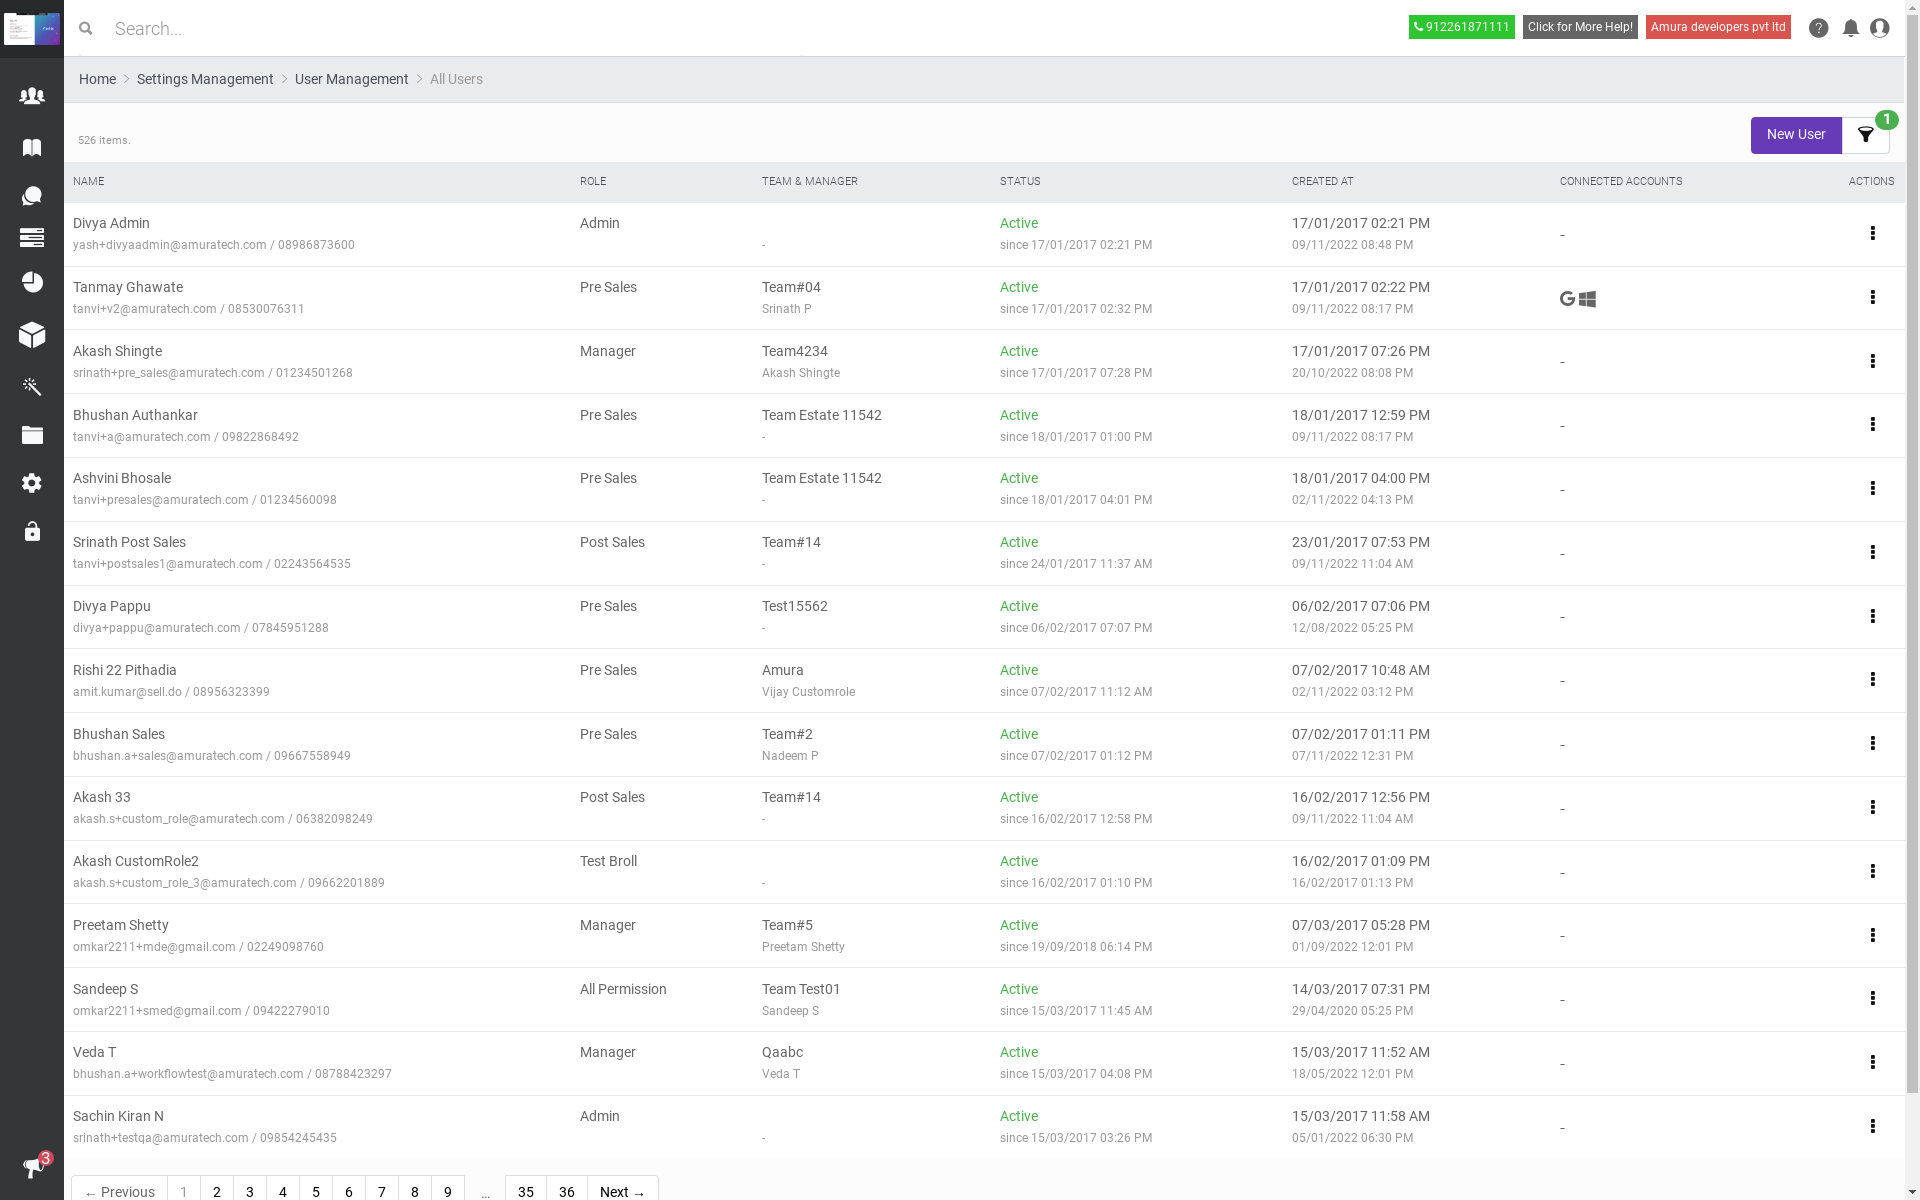 Search...
912261871111 Click for More Help! Amura developers pvt ltd
Home Settings Management User Management All Users
526 items.
New User 1
NAME ROLE TEAM & MANAGER STATUS CREATED AT CONNECTED ACCOUNTS ACTIONS
Divya Admin Admin Active 17/01/2017 02:21 PM
yash+divyaadmin@amuratech.com / 08986873600 - since 17/01/2017 02:21 PM 09/11/2022 08:48 PM -
Tanmay Ghawate Pre Sales Team#04 Active 17/01/2017 02:22 PM
tanvi+v2@amuratech.com / 08530076311 Srinath P since 17/01/2017 02:32 PM 09/11/2022 08:17 PM
Akash Shingte Manager Team4234 Active 17/01/2017 07:26 PM
srinath+pre_sales@amuratech.com / 01234501268 Akash Shingte since 17/01/2017 07:28 PM 20/10/2022 08:08 PM -
Bhushan Authankar Pre Sales Team Estate 11542 Active 18/01/2017 12:59 PM
tanvi+a@amuratech.com / 09822868492 - since 18/01/2017 01:00 PM 09/11/2022 08:17 PM -
Ashvini Bhosale Pre Sales Team Estate 11542 Active 18/01/2017 04:00 PM
tanvi+presales@amuratech.com / 01234560098 - since 18/01/2017 04:01 PM 02/11/2022 04:13 PM -
Srinath Post Sales Post Sales Team#14 Active 23/01/2017 07:53 PM
tanvi+postsales1@amuratech.com / 02243564535 - since 24/01/2017 11:37 AM 09/11/2022 11:04 AM -
Divya Pappu Pre Sales Test15562 Active 06/02/2017 07:06 PM
divya+pappu@amuratech.com / 07845951288 - since 06/02/2017 07:07 PM 12/08/2022 05:25 PM -
Rishi 22 Pithadia Pre Sales Amura Active 07/02/2017 10:48 AM
amit.kumar@sell.do / 08956323399 Vijay Customrole since 07/02/2017 11:12 AM 02/11/2022 03:12 PM -
Bhushan Sales Pre Sales Team#2 Active 07/02/2017 01:11 PM
bhushan.a+sales@amuratech.com / 09667558949 Nadeem P since 07/02/2017 01:12 PM 07/11/2022 12:31 PM -
Akash 33 Post Sales Team#14 Active 16/02/2017 12:56 PM
akash.s+custom_role@amuratech.com / 06382098249 - since 16/02/2017 12:58 PM 09/11/2022 11:04 AM -
Akash CustomRole2 Test Broll Active 16/02/2017 01:09 PM
akash.s+custom_role_3@amuratech.com / 09662201889 - since 16/02/2017 01:10 PM 16/02/2017 01:13 PM -
Preetam Shetty Manager Team#5 Active 07/03/2017 05:28 PM
omkar2211+mde@gmail.com / 02249098760 Preetam Shetty since 19/09/2018 06:14 PM 01/09/2022 12:01 PM -
Sandeep S All Permission Team Test01 Active 14/03/2017 07:31 PM
omkar2211+smed@gmail.com / 09422279010 Sandeep S since 15/03/2017 11:45 AM 29/04/2020 05:25 PM -
Veda T Manager Qaabc Active 15/03/2017 11:52 AM
bhushan.a+workflowtest@amuratech.com / 08788423297 Veda T since 15/03/2017 04:08 PM 18/05/2022 12:01 PM -
Sachin Kiran N Admin Active 15/03/2017 11:58 AM
srinath+testqa@amuratech.com / 09854245435 - since 15/03/2017 03:26 PM 05/01/2022 06:30 PM -
3
← Previous 1 2 3 4 5 6 7 8 9 … 35 36 Next →